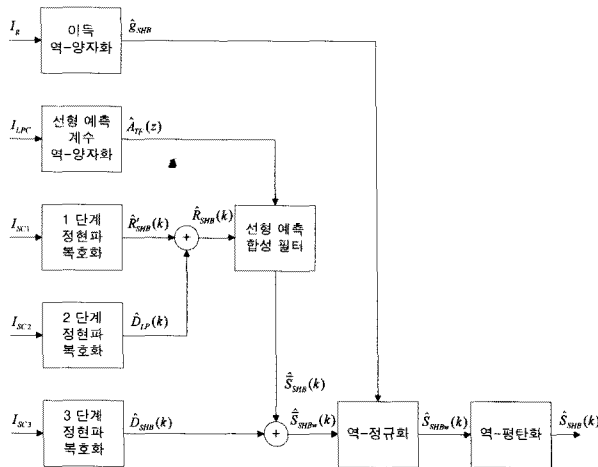 I_g
이득
역-양자화
ĝ_SHB
I_LPC
선형 예측
계수
역-양자화
Â_TF(z)
I_SC1
1 단계
정현파
복호화
R̂'_SHB(k)
+
R̂_SHB(k)
선형 예측
합성 필터
I_SC2
2 단계
정현파
복호화
D̂_LP(k)
Ŝ̄_SHB(k)
I_SC3
3 단계
정현파
복호화
D̂_SHB(k)
+
Ŝ̄_SHBw(k)
역-정규화
Ŝ_SHBw(k)
역-평탄화
Ŝ_SHB(k)